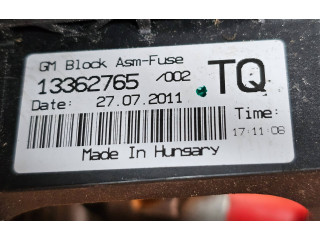 GM Block Asm-Fuse
13362765 /002 .TQ
Date: 27.07.2011 Time:
17:11:06
Made In Hungary